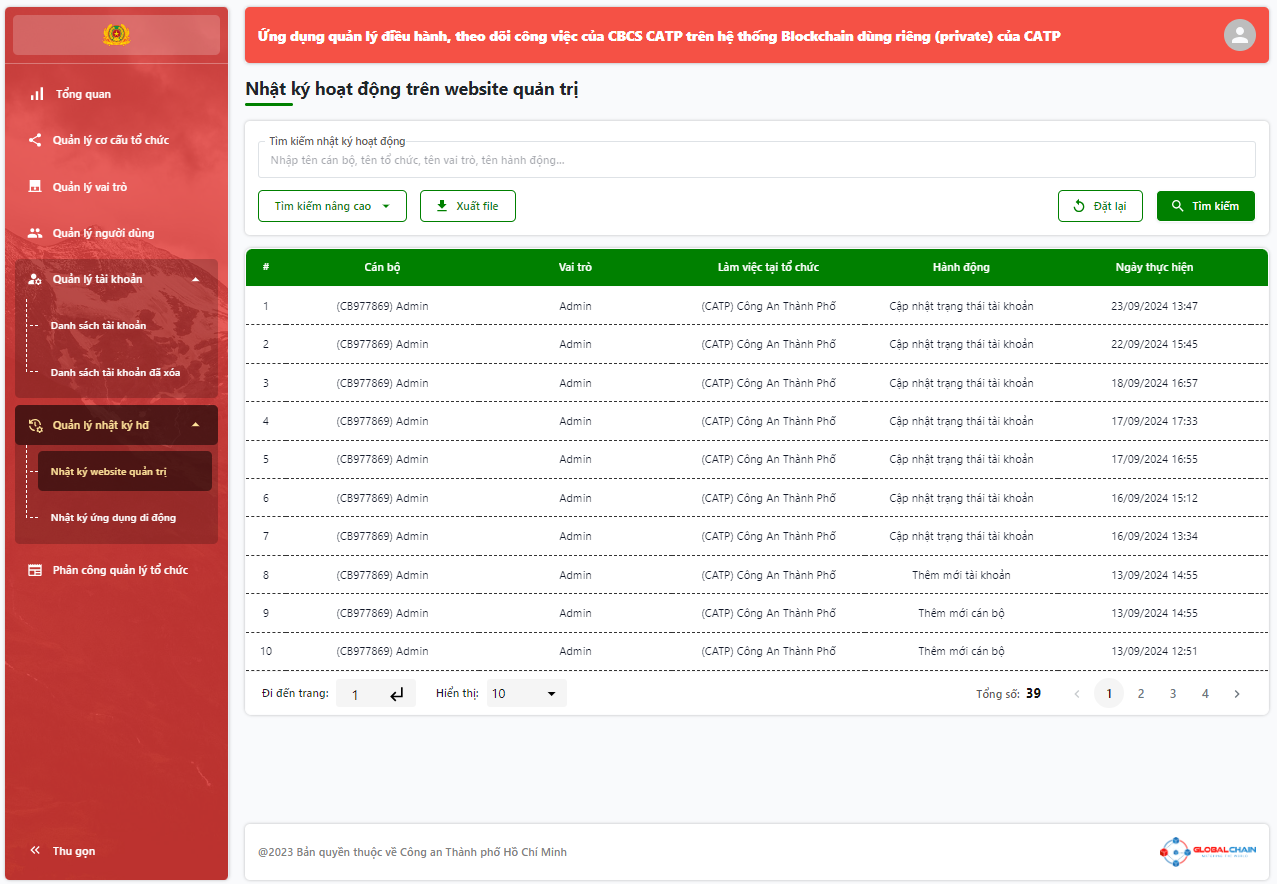 Ứng dụng quản lý điều hành, theo dõi công việc của CBCS CATP trên hệ thống Blockchain dùng riêng (private) của CATP
Tổng quan
Quản lý cơ cấu tổ chức
Quản lý vai trò
Quản lý người dùng
Quản lý tài khoản
Danh sách tài khoản
Danh sách tài khoản đã xóa
Quản lý nhật ký hđ
Nhật ký website quản trị
Nhật ký ứng dụng di động
Phân công quản lý tổ chức
Thu gọn
Nhật ký hoạt động trên website quản trị
Tìm kiếm nhật ký hoạt động
Nhập tên cán bộ, tên tổ chức, tên vai trò, tên hành động...
Tìm kiếm nâng cao Xuất file Đặt lại Tìm kiếm
# Cán bộ Vai trò Làm việc tại tổ chức Hành động Ngày thực hiện
1 (CB977869) Admin Admin (CATP) Công An Thành Phố Cập nhật trạng thái tài khoản 23/09/2024 13:47
2 (CB977869) Admin Admin (CATP) Công An Thành Phố Cập nhật trạng thái tài khoản 22/09/2024 15:45
3 (CB977869) Admin Admin (CATP) Công An Thành Phố Cập nhật trạng thái tài khoản 18/09/2024 16:57
4 (CB977869) Admin Admin (CATP) Công An Thành Phố Cập nhật trạng thái tài khoản 17/09/2024 17:33
5 (CB977869) Admin Admin (CATP) Công An Thành Phố Cập nhật trạng thái tài khoản 17/09/2024 16:55
6 (CB977869) Admin Admin (CATP) Công An Thành Phố Cập nhật trạng thái tài khoản 16/09/2024 15:12
7 (CB977869) Admin Admin (CATP) Công An Thành Phố Cập nhật trạng thái tài khoản 16/09/2024 13:34
8 (CB977869) Admin Admin (CATP) Công An Thành Phố Thêm mới tài khoản 13/09/2024 14:55
9 (CB977869) Admin Admin (CATP) Công An Thành Phố Thêm mới cán bộ 13/09/2024 14:55
10 (CB977869) Admin Admin (CATP) Công An Thành Phố Thêm mới cán bộ 13/09/2024 12:51
Đi đến trang: 1 Hiển thị: 10 Tổng số: 39 1 2 3 4
@2023 Bản quyền thuộc về Công an Thành phố Hồ Chí Minh
GLOBALCHAIN